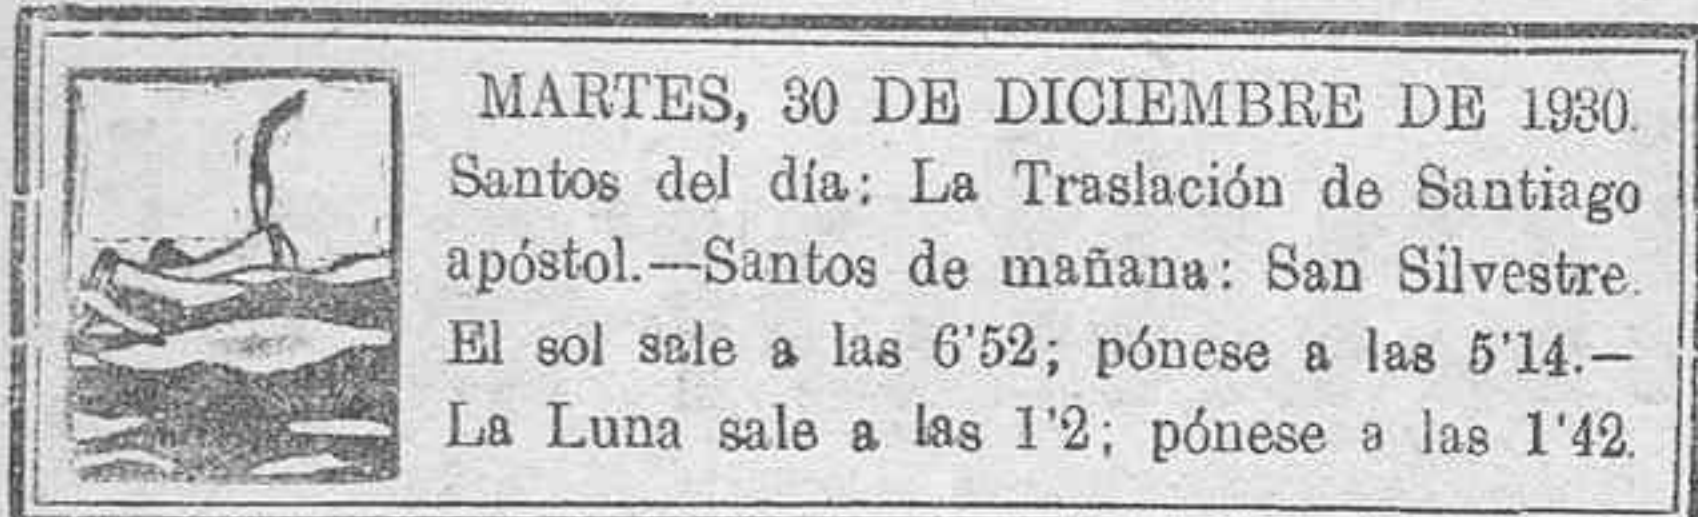 MARTES, 30 DE DICIEMBRE DE 1930.
Santos del día: La Traslación de Santiago
apóstol.—Santos de mañana: San Silvestre.
El sol sale a las 6'52; pónese a las 5'14.—
La Luna sale a las 1'2; pónese a las 1'42.